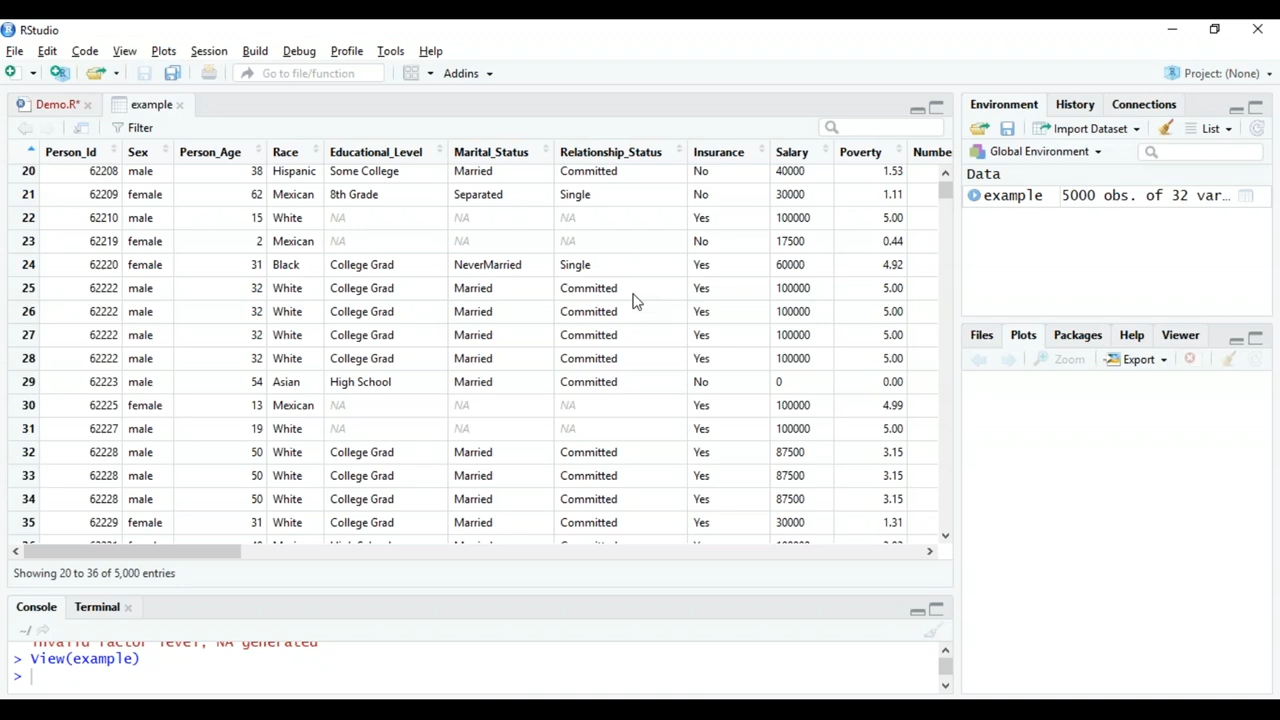 RStudio
File Edit Code View Plots Session Build Debug Profile Tools Help
Go to file/function Addins Project: (None)
Demo.R* example
Filter
Person_Id Sex Person_Age Race Educational_Level Marital_Status Relationship_Status Insurance Salary Poverty Numbe
20 62208 male 38 Hispanic Some College Married Committed No 40000 1.53
21 62209 female 62 Mexican 8th Grade Separated Single No 30000 1.11
22 62210 male 15 White NA NA NA Yes 100000 5.00
23 62219 female 2 Mexican NA NA NA No 17500 0.44
24 62220 female 31 Black College Grad NeverMarried Single Yes 60000 4.92
25 62222 male 32 White College Grad Married Committed Yes 100000 5.00
26 62222 male 32 White College Grad Married Committed Yes 100000 5.00
27 62222 male 32 White College Grad Married Committed Yes 100000 5.00
28 62222 male 32 White College Grad Married Committed Yes 100000 5.00
29 62223 male 54 Asian High School Married Committed No 0 0.00
30 62225 female 13 Mexican NA NA NA Yes 100000 4.99
31 62227 male 19 White NA NA NA Yes 100000 5.00
32 62228 male 50 White College Grad Married Committed Yes 87500 3.15
33 62228 male 50 White College Grad Married Committed Yes 87500 3.15
34 62228 male 50 White College Grad Married Committed Yes 87500 3.15
35 62229 female 31 White College Grad Married Committed Yes 30000 1.31
Showing 20 to 36 of 5,000 entries
Console Terminal
~/
invalid factor level, NA generated
> View(example)
>
Environment History Connections
Import Dataset List
Global Environment
Data
example 5000 obs. of 32 var...
Files Plots Packages Help Viewer
Zoom Export